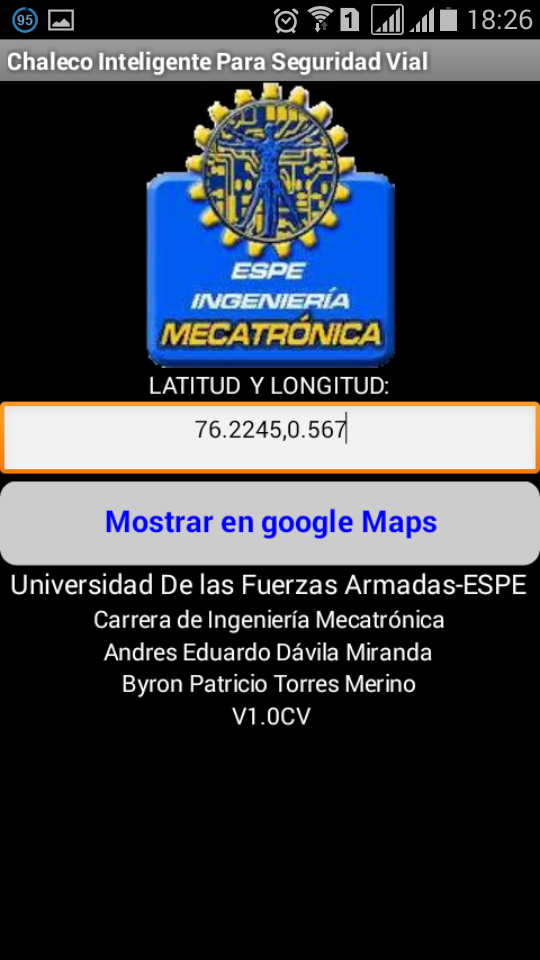 95 1 18:26
Chaleco Inteligente Para Seguridad Vial
ESPE
INGENIERÍA
MECATRÓNICA
LATITUD Y LONGITUD:
76.2245,0.567
Mostrar en google Maps
Universidad De las Fuerzas Armadas-ESPE
Carrera de Ingeniería Mecatrónica
Andres Eduardo Dávila Miranda
Byron Patricio Torres Merino
V1.0CV